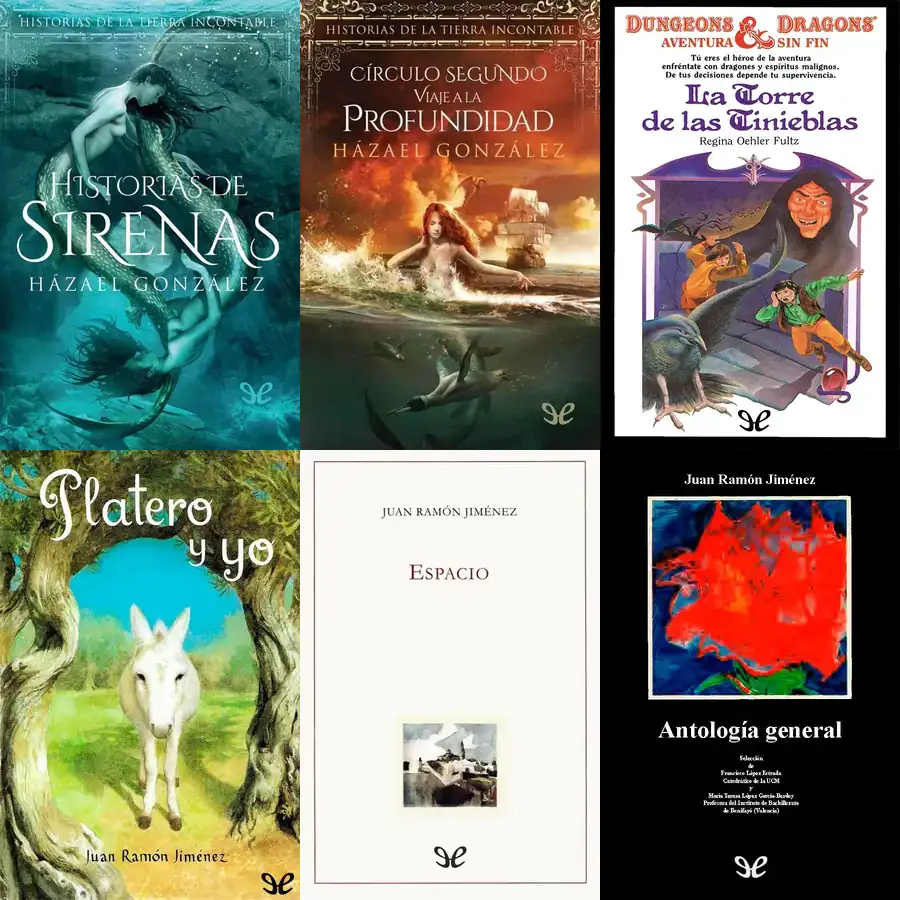 HISTORIAS DE LA TIERRA INCONTABLE
HISTORIAS DE
SIRENAS
HÁZAEL GONZÁLEZ
HISTORIAS DE LA TIERRA INCONTABLE
CÍRCULO SEGUNDO
VIAJE A LA
PROFUNDIDAD
HÁZAEL GONZÁLEZ
DUNGEONS & DRAGONS®
AVENTURA SIN FIN
Tú eres el héroe de la aventura
enfréntate con dragones y espíritus malignos.
De tus decisiones depende tu supervivencia.
La Torre
de las Tinieblas
Regina Oehler Fultz
Platero
y yo
Juan Ramón Jiménez
JUAN RAMÓN JIMÉNEZ
ESPACIO
Juan Ramón Jiménez
Antología general
Selección
de
Francisco López Estrada
Catedrático de la UCM
y
María Teresa López García-Berdoy
Profesora del Instituto de Bachillerato
de Benifayó (Valencia)